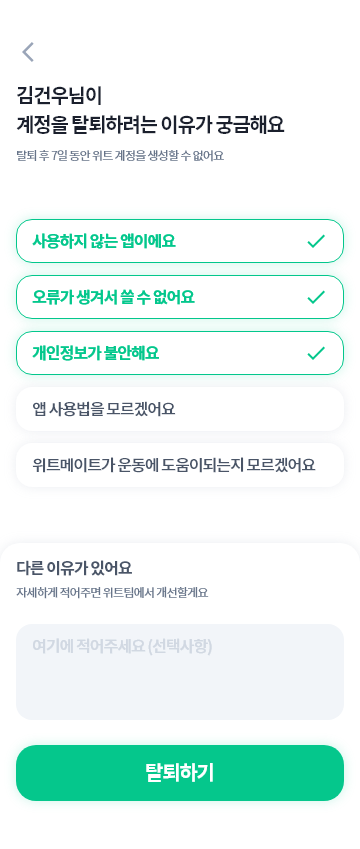 김건우님이
계정을 탈퇴하려는 이유가 궁금해요
탈퇴 후 7일 동안 위트 계정을 생성할 수 없어요
사용하지 않는 앱이에요
오류가 생겨서 쓸 수 없어요
개인정보가 불안해요
앱 사용법을 모르겠어요
위트메이트가 운동에 도움이되는지 모르겠어요
다른 이유가 있어요
자세하게 적어주면 위트팀에서 개선할게요
여기에 적어주세요 (선택사항)
탈퇴하기